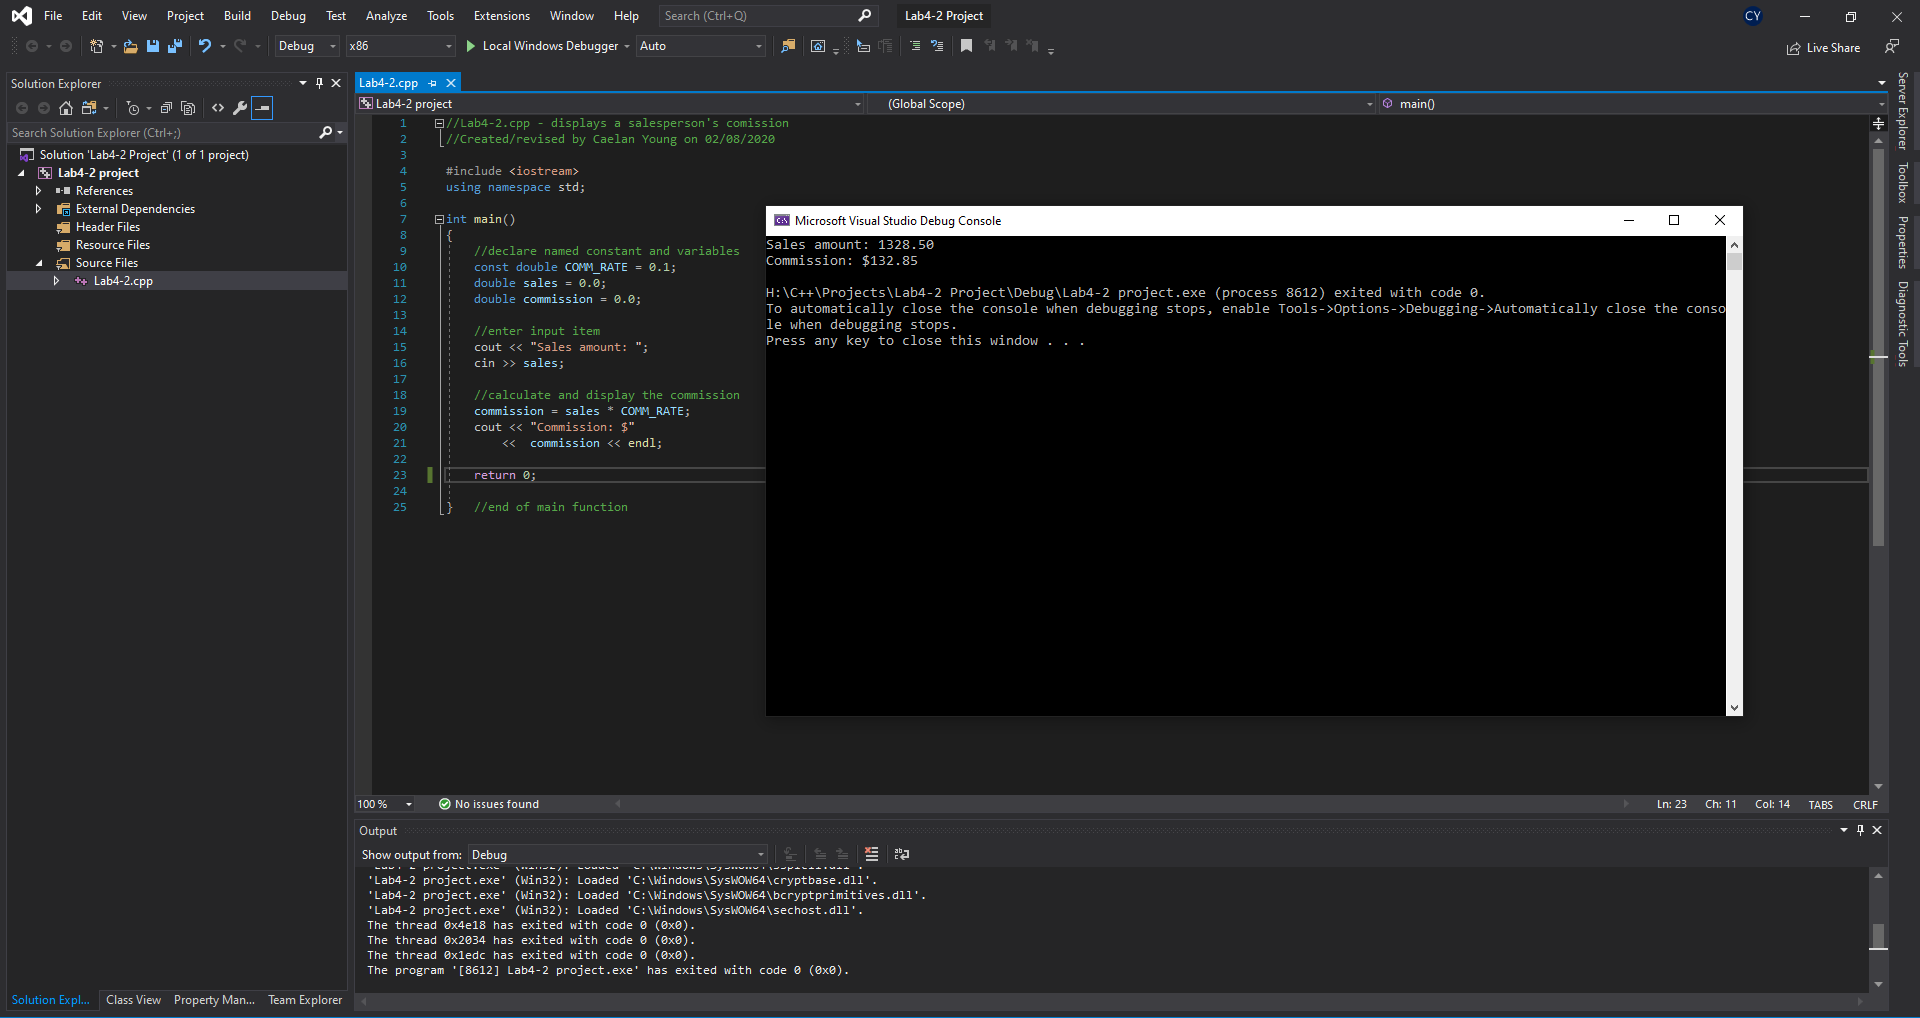 File Edit View Project Build Debug Test Analyze Tools Extensions Window Help Search (Ctrl+Q) Lab4-2 Project CY
Debug x86 Local Windows Debugger Auto Live Share
Solution Explorer
Search Solution Explorer (Ctrl+;)
Solution 'Lab4-2 Project' (1 of 1 project)
Lab4-2 project
References
External Dependencies
Header Files
Resource Files
Source Files
Lab4-2.cpp
Solution Expl... Class View Property Man... Team Explorer
Lab4-2.cpp
Lab4-2 project (Global Scope) main()
1 //Lab4-2.cpp - displays a salesperson's comission
2 //Created/revised by Caelan Young on 02/08/2020
3
4 #include <iostream>
5 using namespace std;
6
7 int main()
8 {
9 //declare named constant and variables
10 const double COMM_RATE = 0.1;
11 double sales = 0.0;
12 double commission = 0.0;
13
14 //enter input item
15 cout << "Sales amount: ";
16 cin >> sales;
17
18 //calculate and display the commission
19 commission = sales * COMM_RATE;
20 cout << "Commission: $"
21 << commission << endl;
22
23 return 0;
24
25 } //end of main function
Microsoft Visual Studio Debug Console
Sales amount: 1328.50
Commission: $132.85
H:\C++\Projects\Lab4-2 Project\Debug\Lab4-2 project.exe (process 8612) exited with code 0.
To automatically close the console when debugging stops, enable Tools->Options->Debugging->Automatically close the conso
le when debugging stops.
Press any key to close this window . . .
Server Explorer
Toolbox
Properties
Diagnostic Tools
100 % No issues found Ln: 23 Ch: 11 Col: 14 TABS CRLF
Output
Show output from: Debug
'Lab4-2 project.exe' (Win32): Loaded 'C:\Windows\SysWOW64\cryptbase.dll'.
'Lab4-2 project.exe' (Win32): Loaded 'C:\Windows\SysWOW64\bcryptprimitives.dll'.
'Lab4-2 project.exe' (Win32): Loaded 'C:\Windows\SysWOW64\sechost.dll'.
The thread 0x4e18 has exited with code 0 (0x0).
The thread 0x2034 has exited with code 0 (0x0).
The thread 0x1edc has exited with code 0 (0x0).
The program '[8612] Lab4-2 project.exe' has exited with code 0 (0x0).